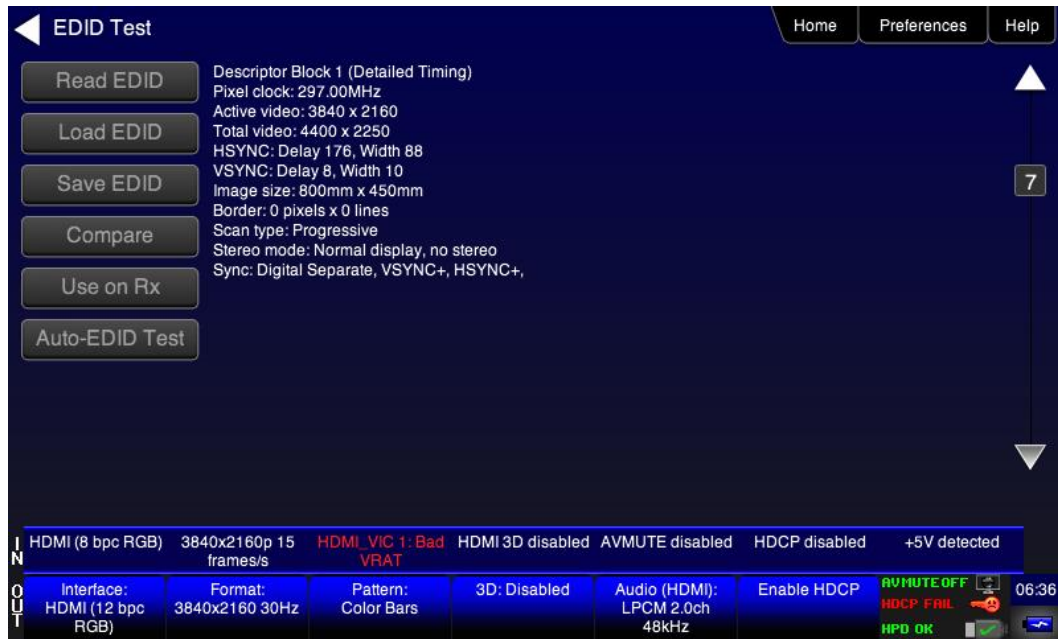 EDID Test
Home
Preferences
Help
Read EDID
Load EDID
Save EDID
Compare
Use on Rx
Auto-EDID Test
Descriptor Block 1 (Detailed Timing)
Pixel clock: 297.00MHz
Active video: 3840 x 2160
Total video: 4400 x 2250
HSYNC: Delay 176, Width 88
VSYNC: Delay 8, Width 10
Image size: 800mm x 450mm
Border: 0 pixels x 0 lines
Scan type: Progressive
Stereo mode: Normal display, no stereo
Sync: Digital Separate, VSYNC+, HSYNC+,
7
IN
HDMI (8 bpc RGB)
3840x2160p 15
frames/s
HDMI_VIC 1: Bad
VRAT
HDMI 3D disabled
AVMUTE disabled
HDCP disabled
+5V detected
OUT
Interface:
HDMI (12 bpc
RGB)
Format:
3840x2160 30Hz
Pattern:
Color Bars
3D: Disabled
Audio (HDMI):
LPCM 2.0ch
48kHz
Enable HDCP
AVMUTE OFF
HDCP FAIL
HPD OK
06:36